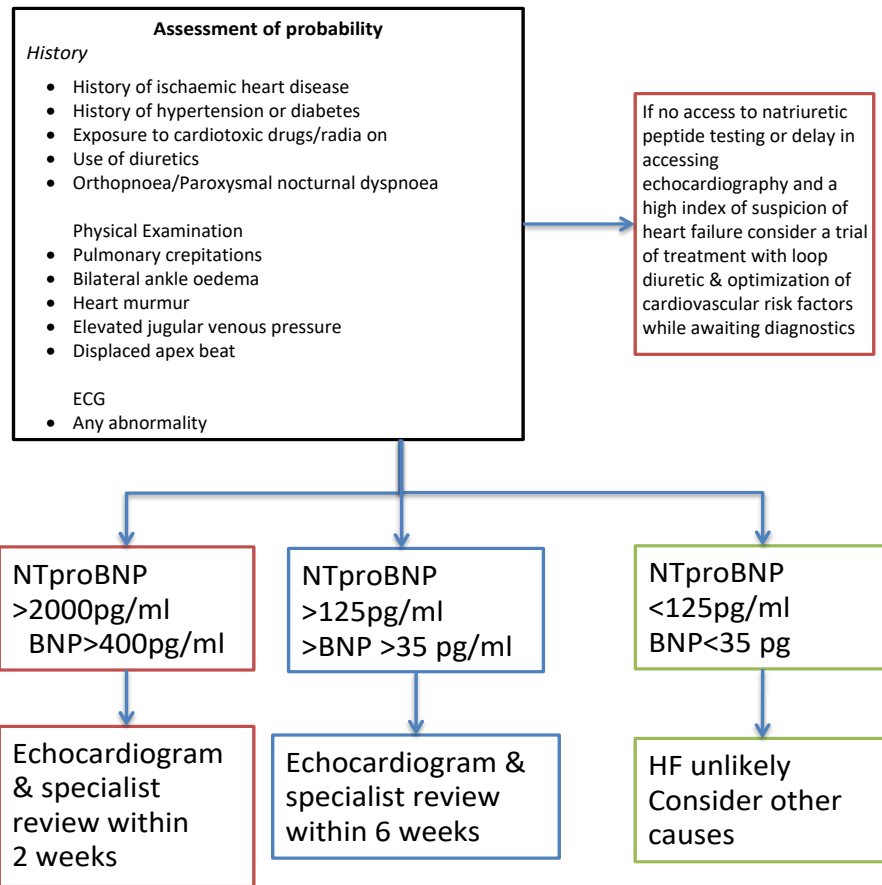 Assessment of probability
History
• History of ischaemic heart disease
• History of hypertension or diabetes
• Exposure to cardiotoxic drugs/radia on
• Use of diuretics
• Orthopnoea/Paroxysmal nocturnal dyspnoea
Physical Examination
• Pulmonary crepitations
• Bilateral ankle oedema
• Heart murmur
• Elevated jugular venous pressure
• Displaced apex beat
ECG
• Any abnormality
If no access to natriuretic
peptide testing or delay in
accessing
echocardiography and a
high index of suspicion of
heart failure consider a trial
of treatment with loop
diuretic & optimization of
cardiovascular risk factors
while awaiting diagnostics
NTproBNP
>2000pg/ml
BNP>400pg/ml
NTproBNP
>125pg/ml
>BNP >35 pg/ml
NTproBNP
<125pg/ml
BNP<35 pg
Echocardiogram
& specialist
review within
2 weeks
Echocardiogram &
specialist review
within 6 weeks
HF unlikely
Consider other
causes